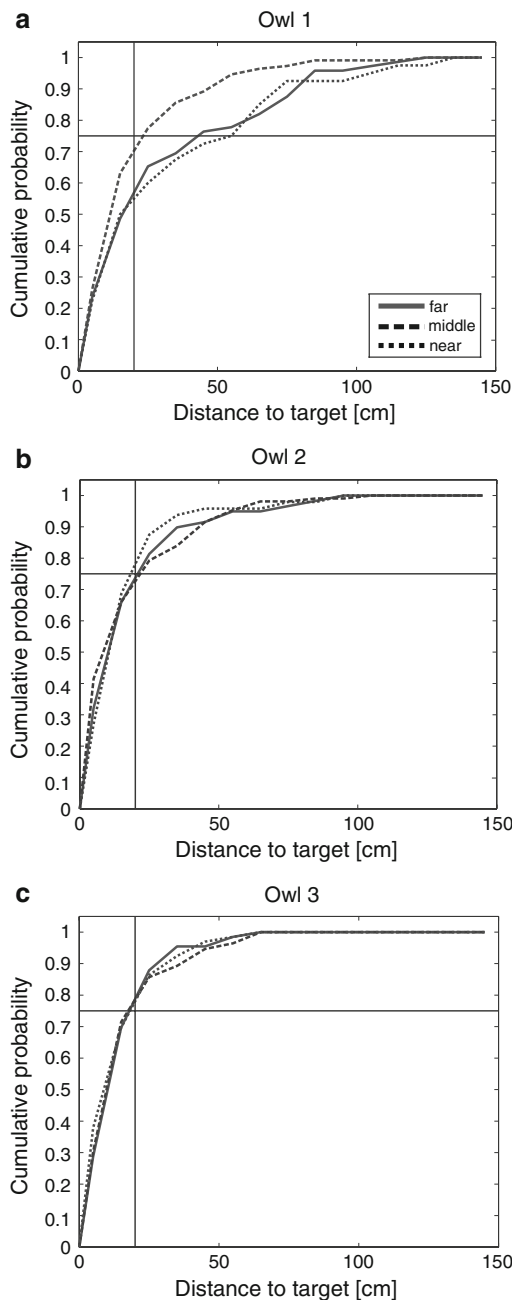 a
Owl 1
Cumulative probability
1
0.9
0.8
0.7
0.6
0.5
0.4
0.3
0.2
0.1
0
far
middle
near
0 50 100 150
Distance to target [cm]
b
Owl 2
Cumulative probability
1
0.9
0.8
0.7
0.6
0.5
0.4
0.3
0.2
0.1
0
0 50 100 150
Distance to target [cm]
c
Owl 3
Cumulative probability
1
0.9
0.8
0.7
0.6
0.5
0.4
0.3
0.2
0.1
0
0 50 100 150
Distance to target [cm]